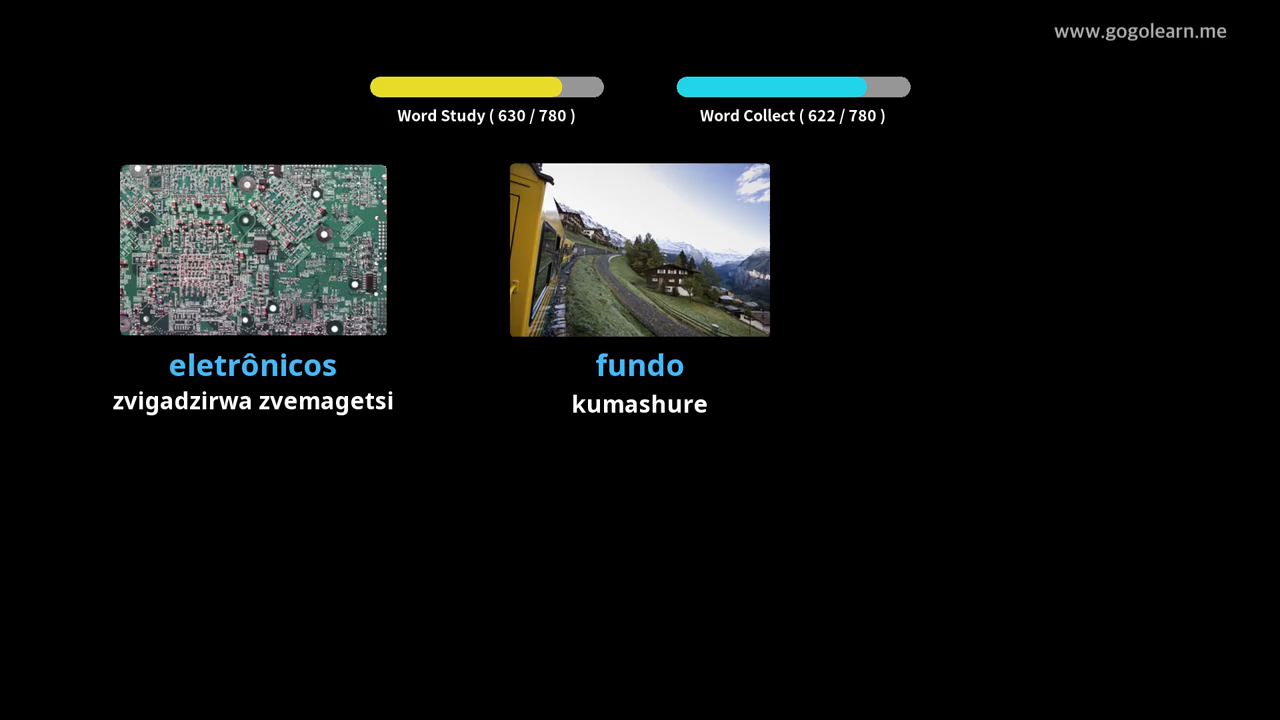 www.gogolearn.me
Word Study ( 630 / 780 )
Word Collect ( 622 / 780 )
eletrônicos
zvigadzirwa zvemagetsi
fundo
kumashure